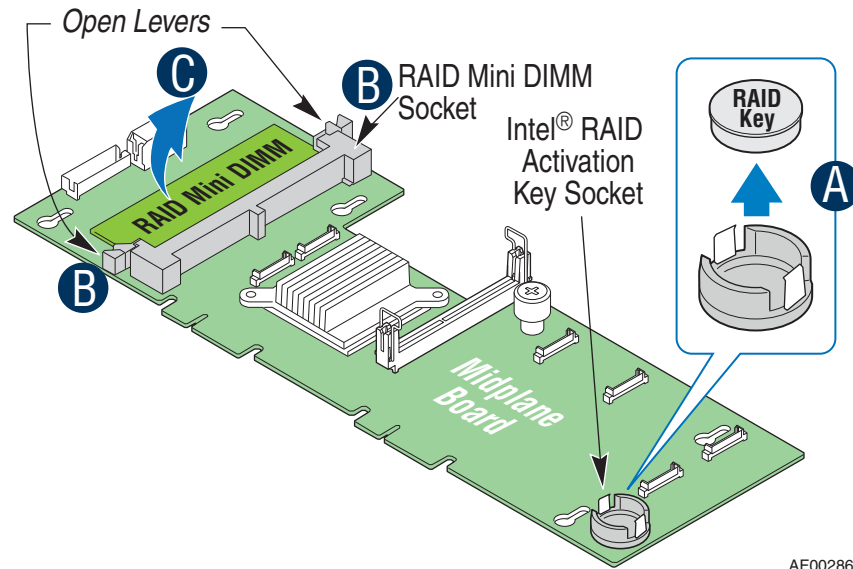 Open Levers
C
B
RAID Mini DIMM
Socket
Intel® RAID
Activation
Key Socket
RAID
Key
A
RAID Mini DIMM
B
Midplane
Board
AF00286